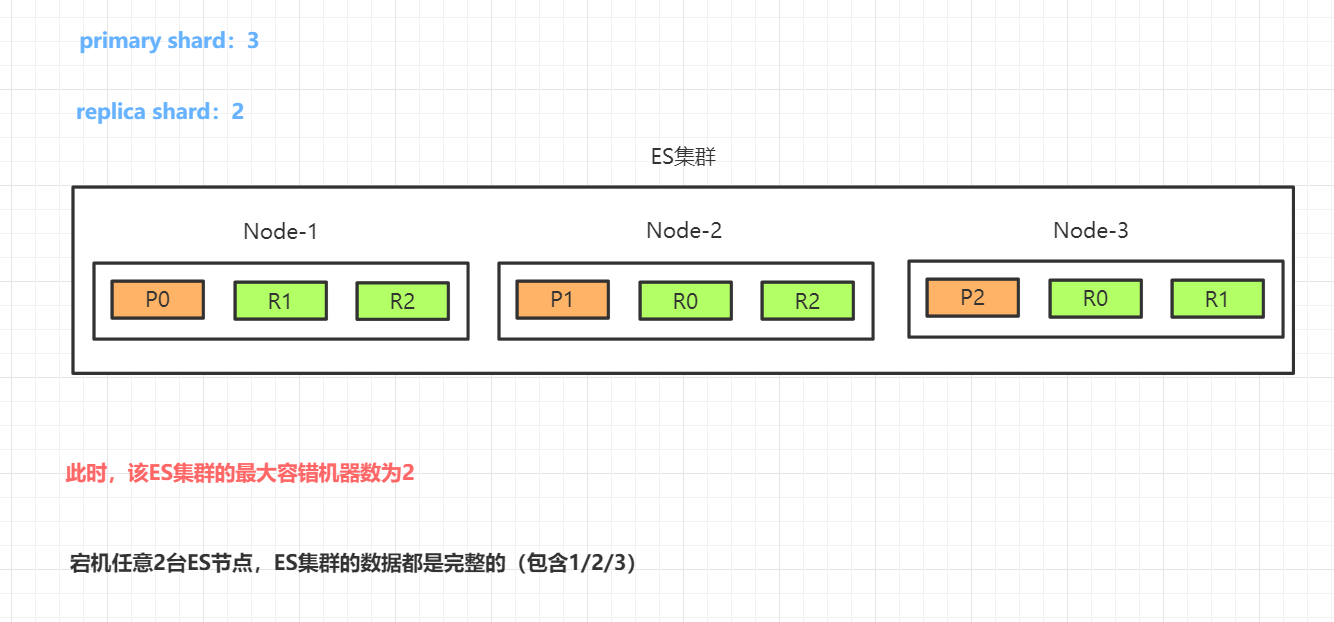 primary shard：3
replica shard：2
ES集群
Node-1 Node-2 Node-3
P0 R1 R2 P1 R0 R2 P2 R0 R1
此时，该ES集群的最大容错机器数为2
宕机任意2台ES节点，ES集群的数据都是完整的（包含1/2/3）